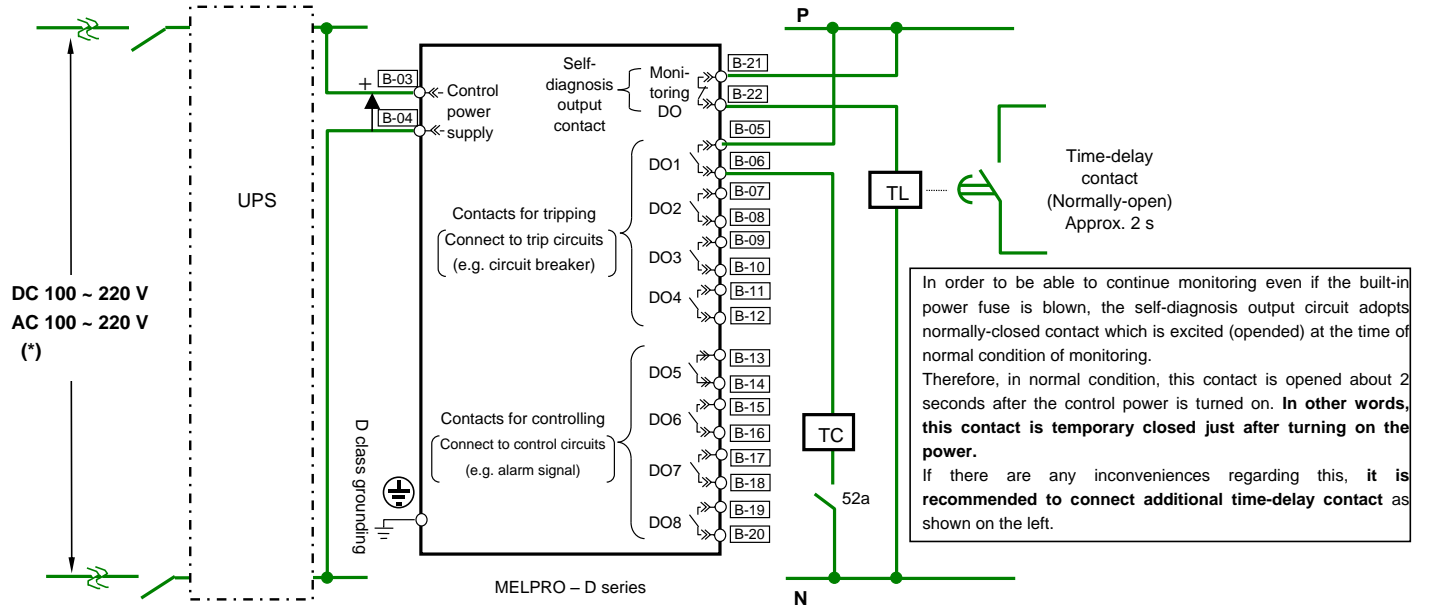 P
B-21
Self-
diagnosis
output
contact
Moni-
toring
DO
B-22
+
B-03
Control
power
supply
B-04
B-05
DO1
B-06
B-07
DO2
B-08
Contacts for tripping
Connect to trip circuits
(e.g. circuit breaker)
B-09
DO3
B-10
B-11
DO4
B-12
UPS
TL
Time-delay
contact
(Normally-open)
Approx. 2 s
DC 100 ~ 220 V
AC 100 ~ 220 V
(*)
B-13
DO5
B-14
B-15
DO6
B-16
Contacts for controlling
Connect to control circuits
(e.g. alarm signal)
B-17
DO7
B-18
B-19
DO8
B-20
D class grounding
TC
52a
In order to be able to continue monitoring even if the built-in
power fuse is blown, the self-diagnosis output circuit adopts
normally-closed contact which is excited (opended) at the time of
normal condition of monitoring.
Therefore, in normal condition, this contact is opened about 2
seconds after the control power is turned on. In other words,
this contact is temporary closed just after turning on the
power.
If there are any inconveniences regarding this, it is
recommended to connect additional time-delay contact as
shown on the left.
MELPRO – D series
N